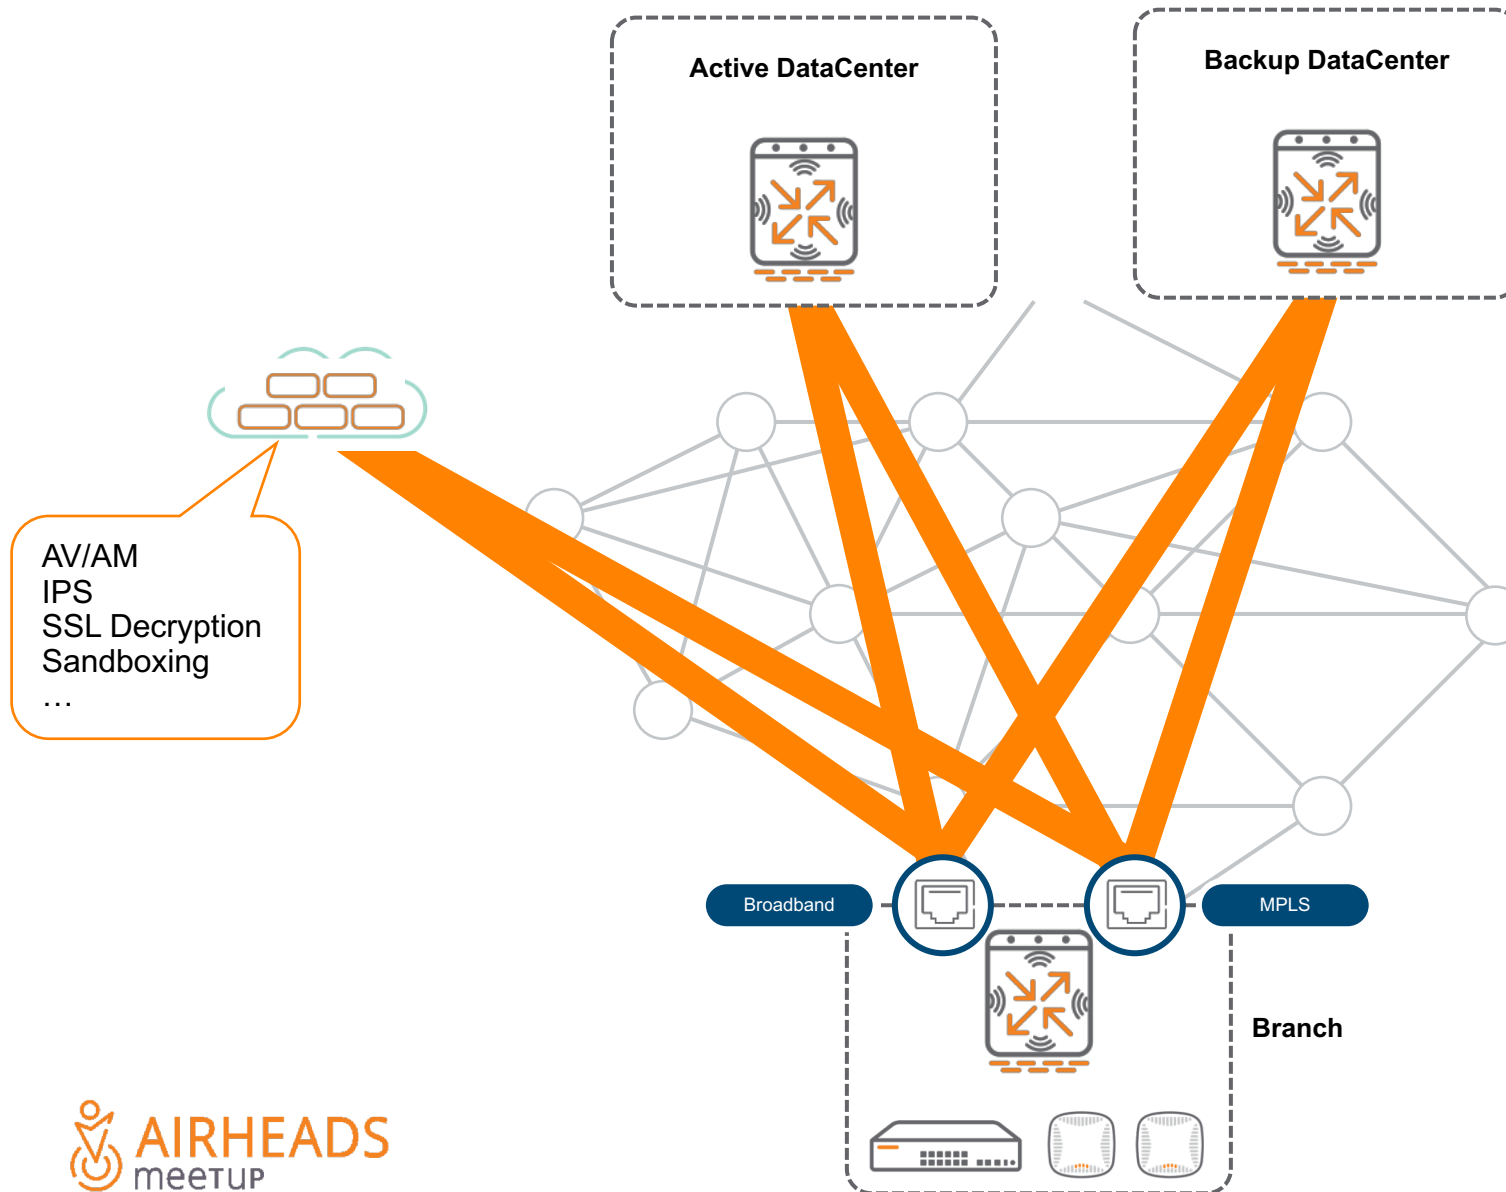 Active DataCenter
Backup DataCenter
AV/AM
IPS
SSL Decryption
Sandboxing
…
Broadband
MPLS
Branch
AIRHEADS
meetup